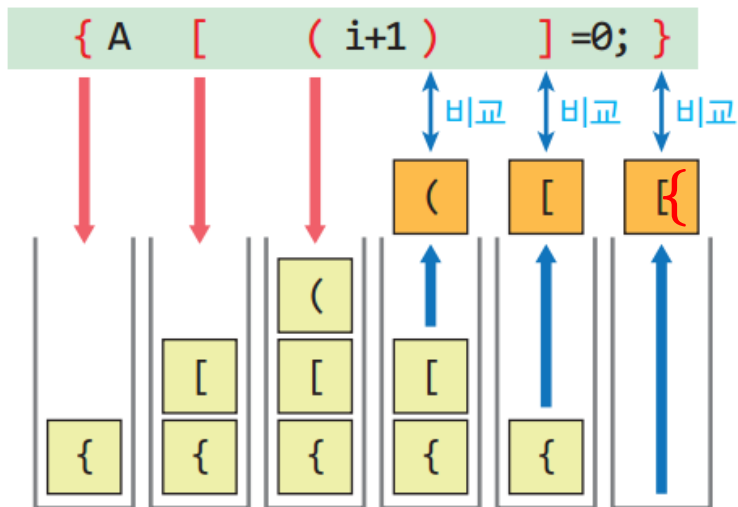 { A [ ( i+1 ) ] =0; }
비교 비교 비교
( [ [{
(
[ [ [
{ { { { {